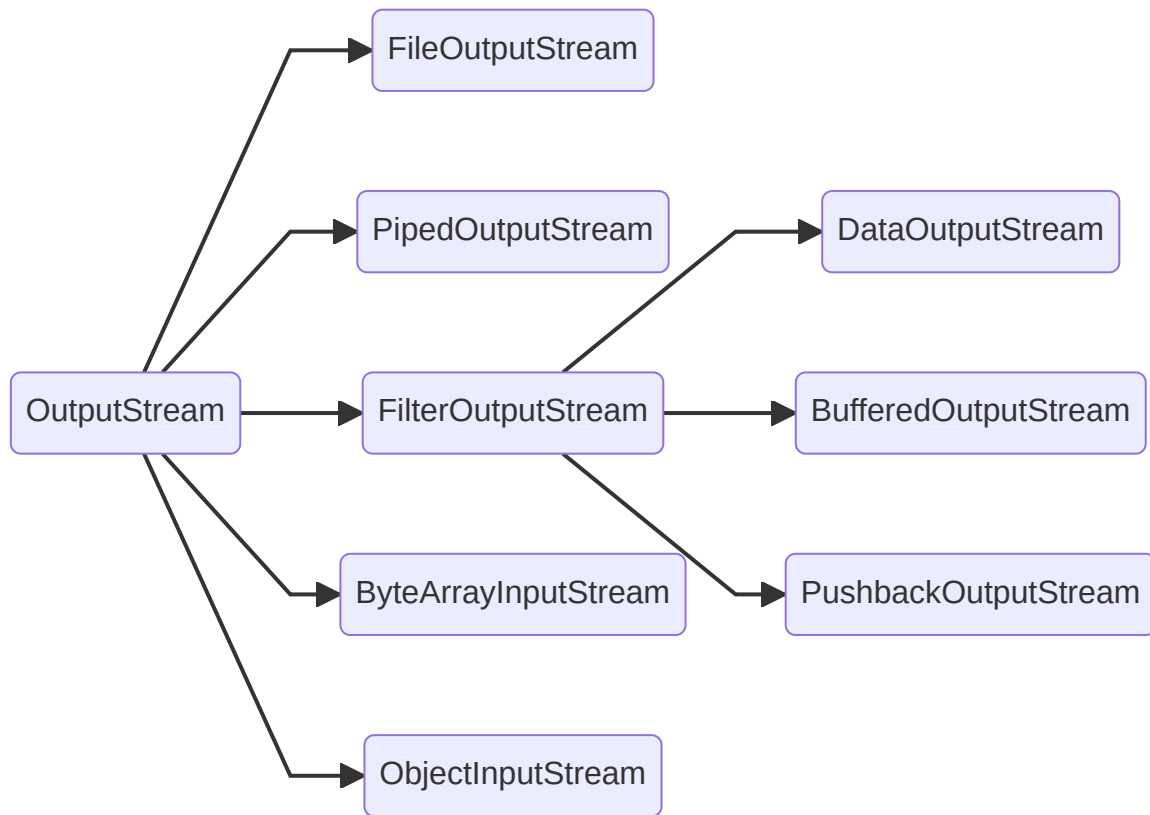 FileOutputStream
PipedOutputStream
DataOutputStream
OutputStream
FilterOutputStream
BufferedOutputStream
ByteArrayInputStream
PushbackOutputStream
ObjectInputStream